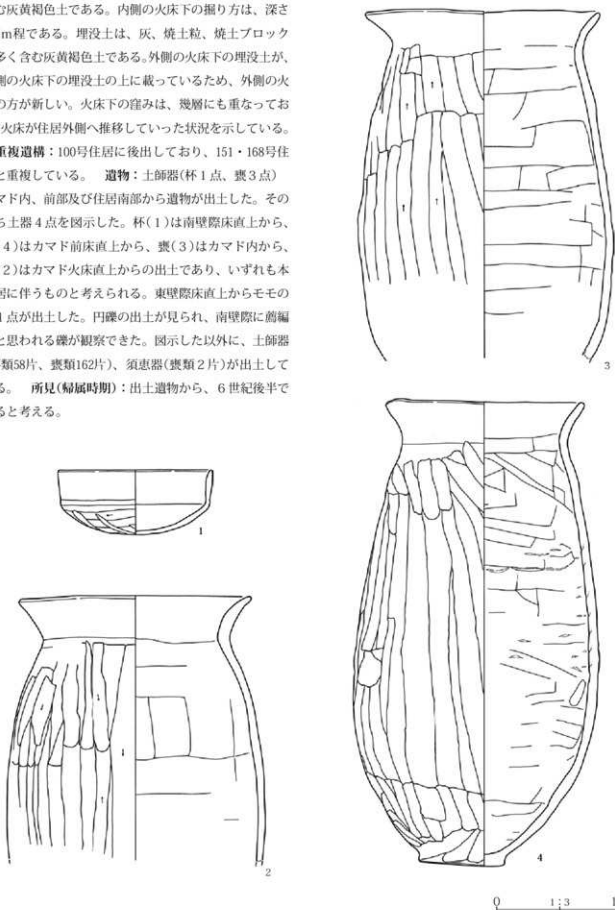 む灰黄褐色土である。内側の火床下の掘り方は、深さ
m程である。埋没土は、灰、焼土粒、焼土ブロック
多く含む灰黄褐色土である。外側の火床下の埋没土が、
側の火床下の埋没土の上に載っているため、外側の火
の方が新しい。火床下の窪みは、幾層にも重なってお
火床が住居外側へ推移していった状況を示している。
重複遺構：100号住居に後出しており、151・168号住
と重複している。　遺物：土師器(杯１点、甕３点)
マド内、前部及び住居南部から遺物が出土した。その
ち土器４点を図示した。杯(１)は南壁際床直上から、
４)はカマド前床直上から、甕(３)はカマド内から、
２)はカマド火床直上からの出土であり、いずれも本
居に伴うものと考えられる。東壁際床直上からモモの
１点が出土した。円礫の出土が見られ、南壁際に薦編
と思われる礫が観察できた。図示した以外に、土師器
類58片、甕類162片)、須恵器(甕類２片)が出土して
る。　所見(帰属時期)：出土遺物から、６世紀後半で
ると考える。
1
2
3
4
0 1:3 1